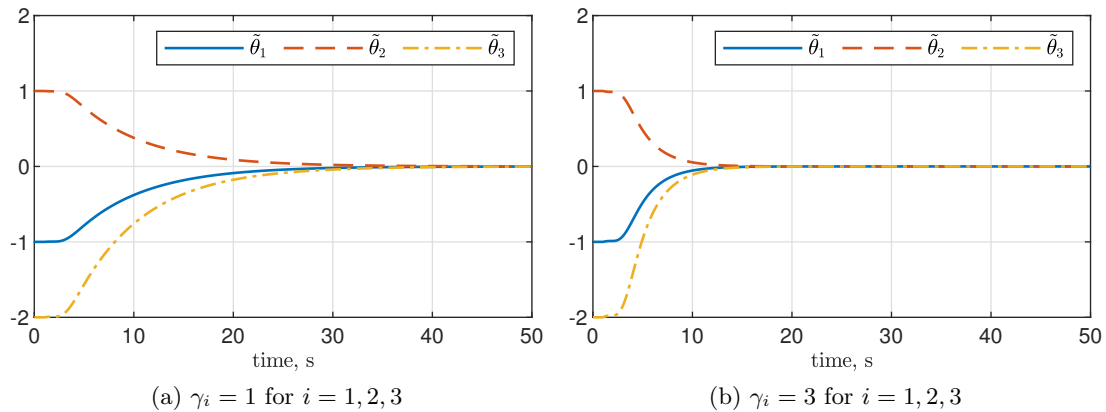 2
1
0
-1
-2
0 10 20 30 40 50
time, s
θ̃₁ θ̃₂ θ̃₃
(a) γᵢ = 1 for i = 1, 2, 3
2
1
0
-1
-2
0 10 20 30 40 50
time, s
θ̃₁ θ̃₂ θ̃₃
(b) γᵢ = 3 for i = 1, 2, 3